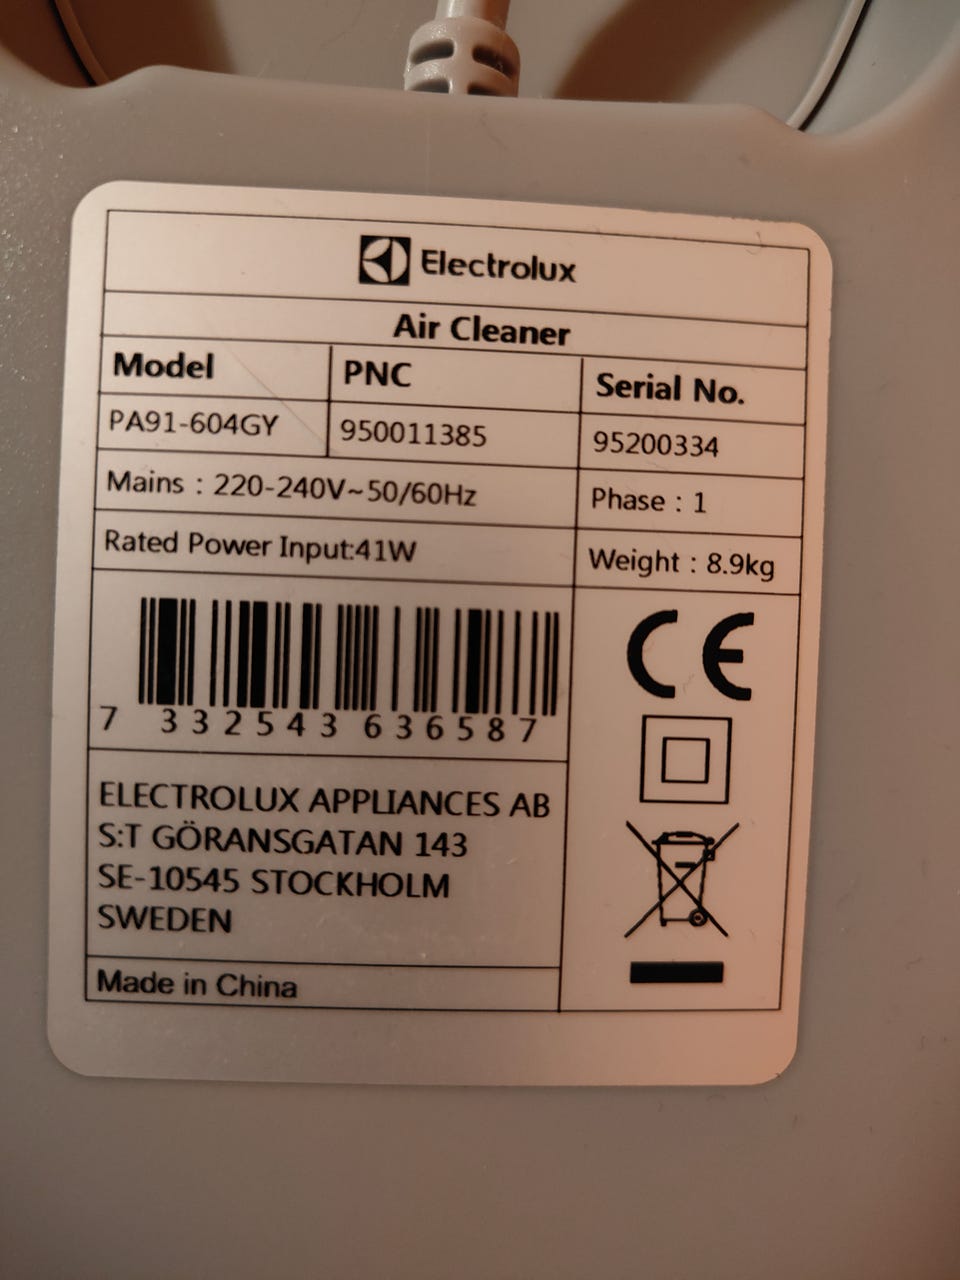 Electrolux
Air Cleaner
Model PNC Serial No.
PA91-604GY 950011385 95200334
Mains : 220-240V~50/60Hz Phase : 1
Rated Power Input:41W Weight : 8.9kg
CE
7 332543 636587
ELECTROLUX APPLIANCES AB
S:T GÖRANSGATAN 143
SE-10545 STOCKHOLM
SWEDEN
Made in China